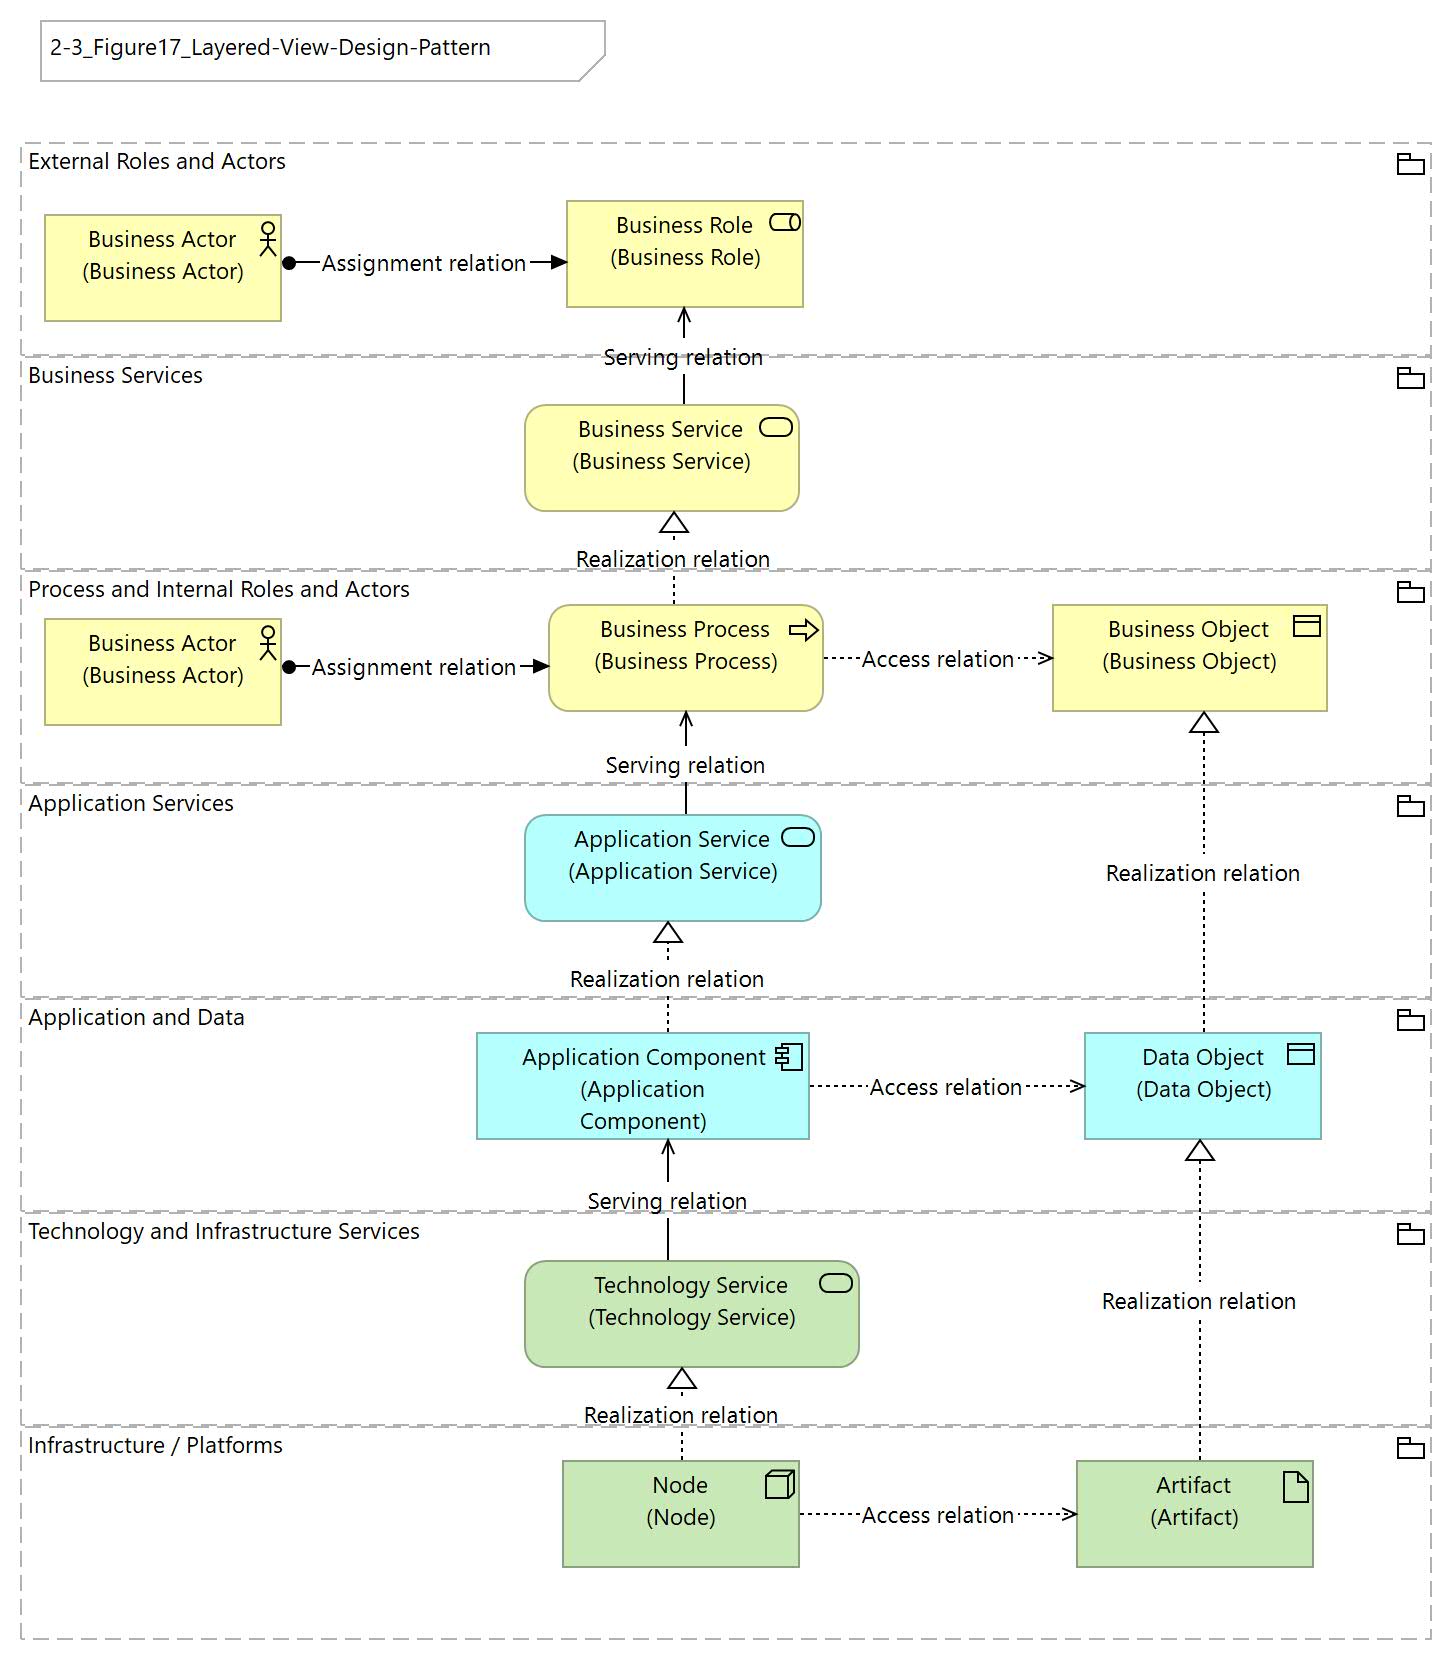 2-3_Figure17_Layered-View-Design-Pattern
External Roles and Actors
Business Actor
(Business Actor)
Assignment relation
Business Role
(Business Role)
Serving relation
Business Services
Business Service
(Business Service)
Realization relation
Process and Internal Roles and Actors
Business Actor
(Business Actor)
Assignment relation
Business Process
(Business Process)
Access relation
Business Object
(Business Object)
Serving relation
Application Services
Application Service
(Application Service)
Realization relation
Realization relation
Application and Data
Application Component
(Application
Component)
Access relation
Data Object
(Data Object)
Serving relation
Technology and Infrastructure Services
Technology Service
(Technology Service)
Realization relation
Realization relation
Infrastructure / Platforms
Node
(Node)
Access relation
Artifact
(Artifact)